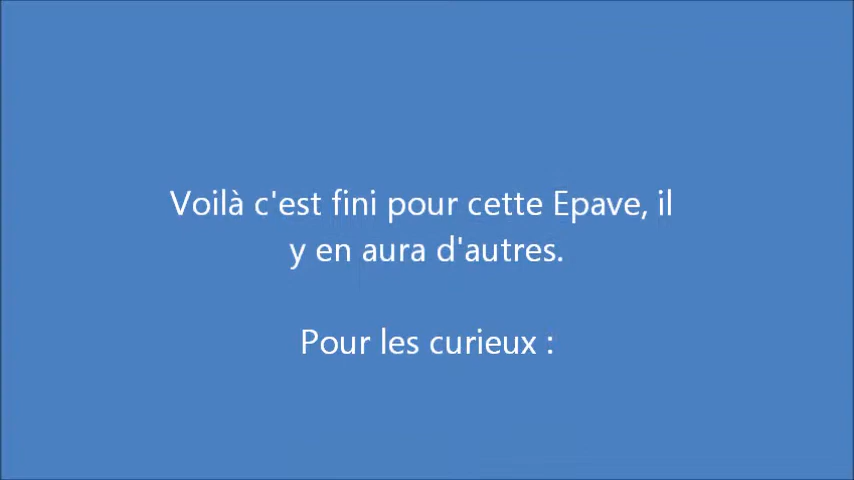 Voilà c'est fini pour cette Epave, il
y en aura d'autres.
Pour les curieux :